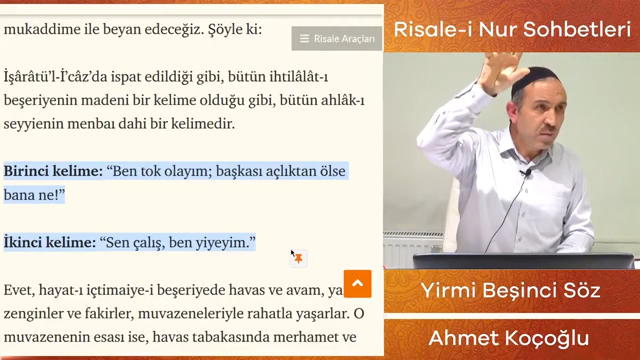 mukaddime ile beyan edeceğiz. Şöyle ki:
Risale Araçları
İşârâtü'l-İ'câz'da ispat edildiği gibi, bütün ihtilâlât-ı
beşeriyenin madeni bir kelime olduğu gibi, bütün ahlâk-ı
seyyienin menbaı dahi bir kelimedir.
Birinci kelime: “Ben tok olayım; başkası açlıktan ölse
bana ne!”
İkinci kelime: “Sen çalış, ben yiyeyim.”
Evet, hayat-ı içtimaiye-i beşeriyede havas ve avam, ya
zenginler ve fakirler, muvazeneleriyle rahatla yaşarlar. O
muvazenenin esası ise, havas tabakasında merhamet ve
Risale-i Nur Sohbetleri
Yirmi Beşinci Söz
Ahmet Koçoğlu